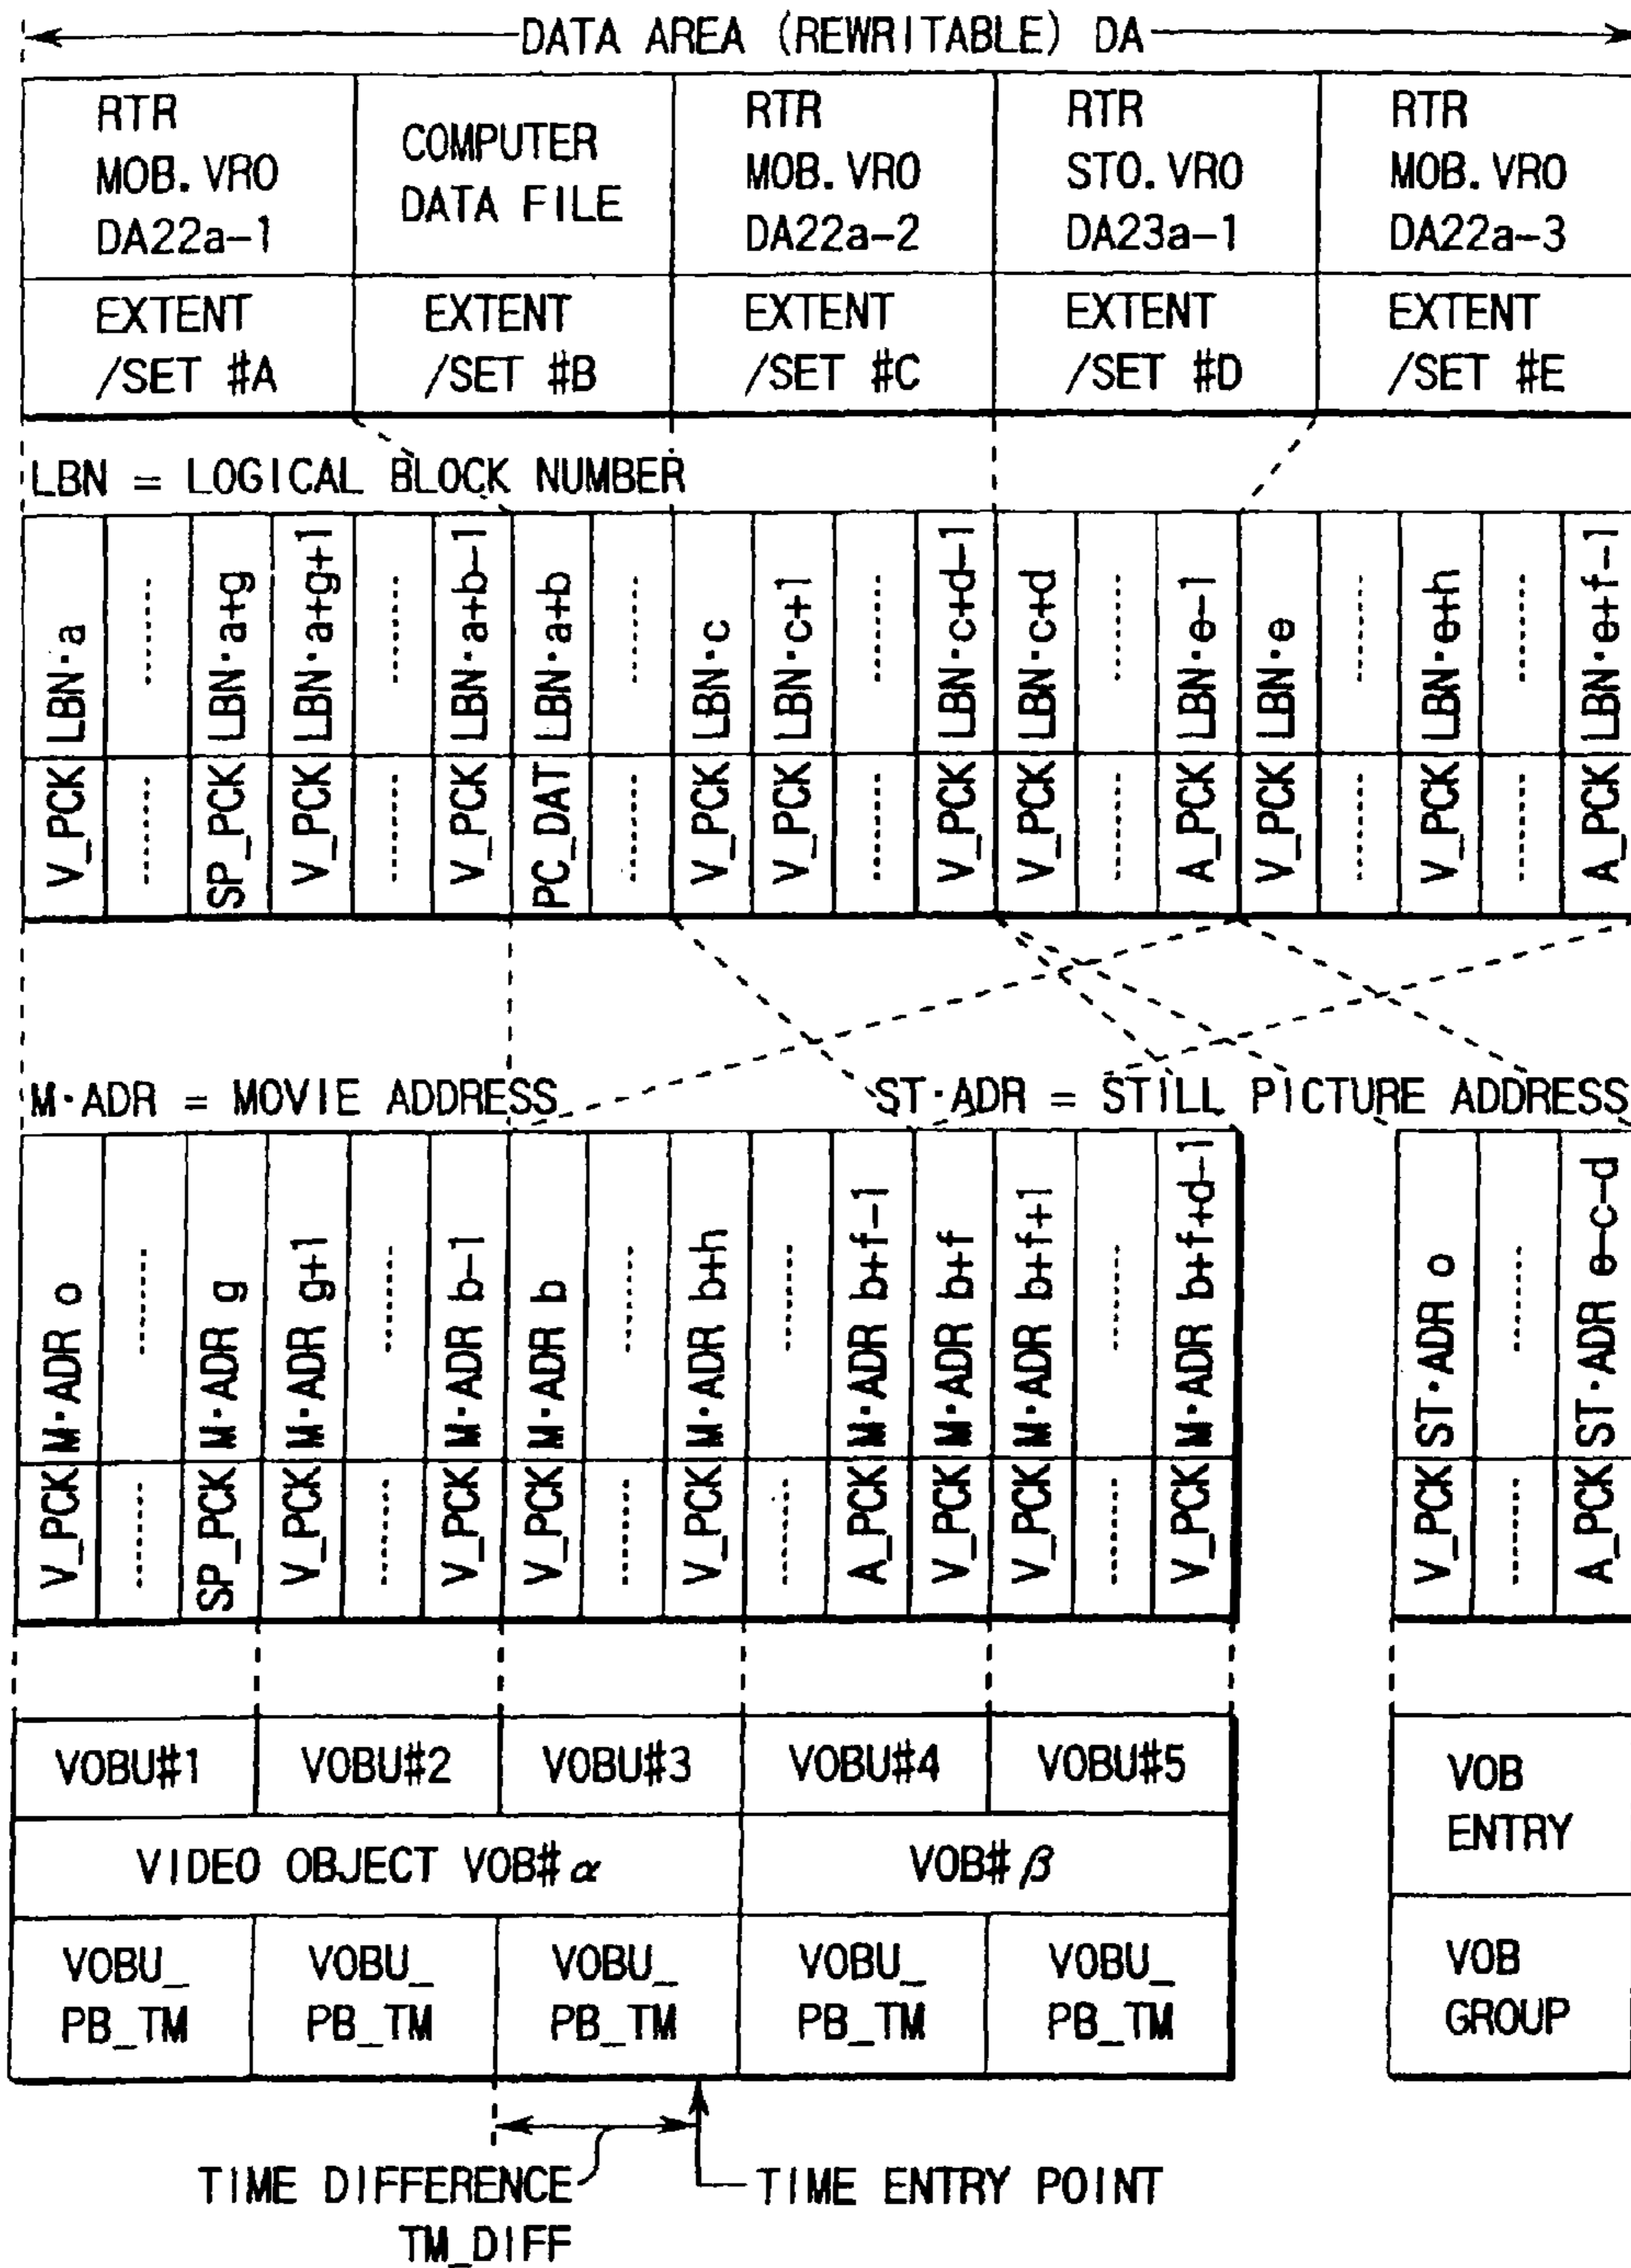 DATA AREA (REWRITABLE) DA
RTR
MOB.VRO
DA22a-1
COMPUTER
DATA FILE
RTR
MOB.VRO
DA22a-2
RTR
STO.VRO
DA23a-1
RTR
MOB.VRO
DA22a-3
EXTENT
/SET #A
EXTENT
/SET #B
EXTENT
/SET #C
EXTENT
/SET #D
EXTENT
/SET #E
LBN = LOGICAL BLOCK NUMBER
LBN·a
........
LBN·a+g
LBN·a+g+1
........
LBN·a+b-1
LBN·a+b
........
LBN·c
LBN·c+1
........
LBN·c+d-1
LBN·c+d
........
LBN·e-1
LBN·e
........
LBN·e+h
........
LBN·e+f-1
V_PCK
........
SP_PCK
V_PCK
........
V_PCK
PC_DAT
........
V_PCK
V_PCK
........
V_PCK
V_PCK
........
A_PCK
V_PCK
........
V_PCK
........
A_PCK
M·ADR = MOVIE ADDRESS
ST·ADR = STILL PICTURE ADDRESS
M·ADR o
........
M·ADR g
M·ADR g+1
........
M·ADR b-1
M·ADR b
........
M·ADR b+h
........
M·ADR b+f-1
M·ADR b+f
M·ADR b+f+1
........
M·ADR b+f+d-1
ST·ADR o
........
ST·ADR e-c-d
V_PCK
........
SP_PCK
V_PCK
........
V_PCK
V_PCK
........
V_PCK
........
A_PCK
V_PCK
V_PCK
........
V_PCK
V_PCK
........
A_PCK
VOBU#1
VOBU#2
VOBU#3
VOBU#4
VOBU#5
VOB
ENTRY
VIDEO OBJECT VOB#α
VOB#β
VOBU_
PB_TM
VOBU_
PB_TM
VOBU_
PB_TM
VOBU_
PB_TM
VOBU_
PB_TM
VOB
GROUP
TIME DIFFERENCE
TM_DIFF
TIME ENTRY POINT